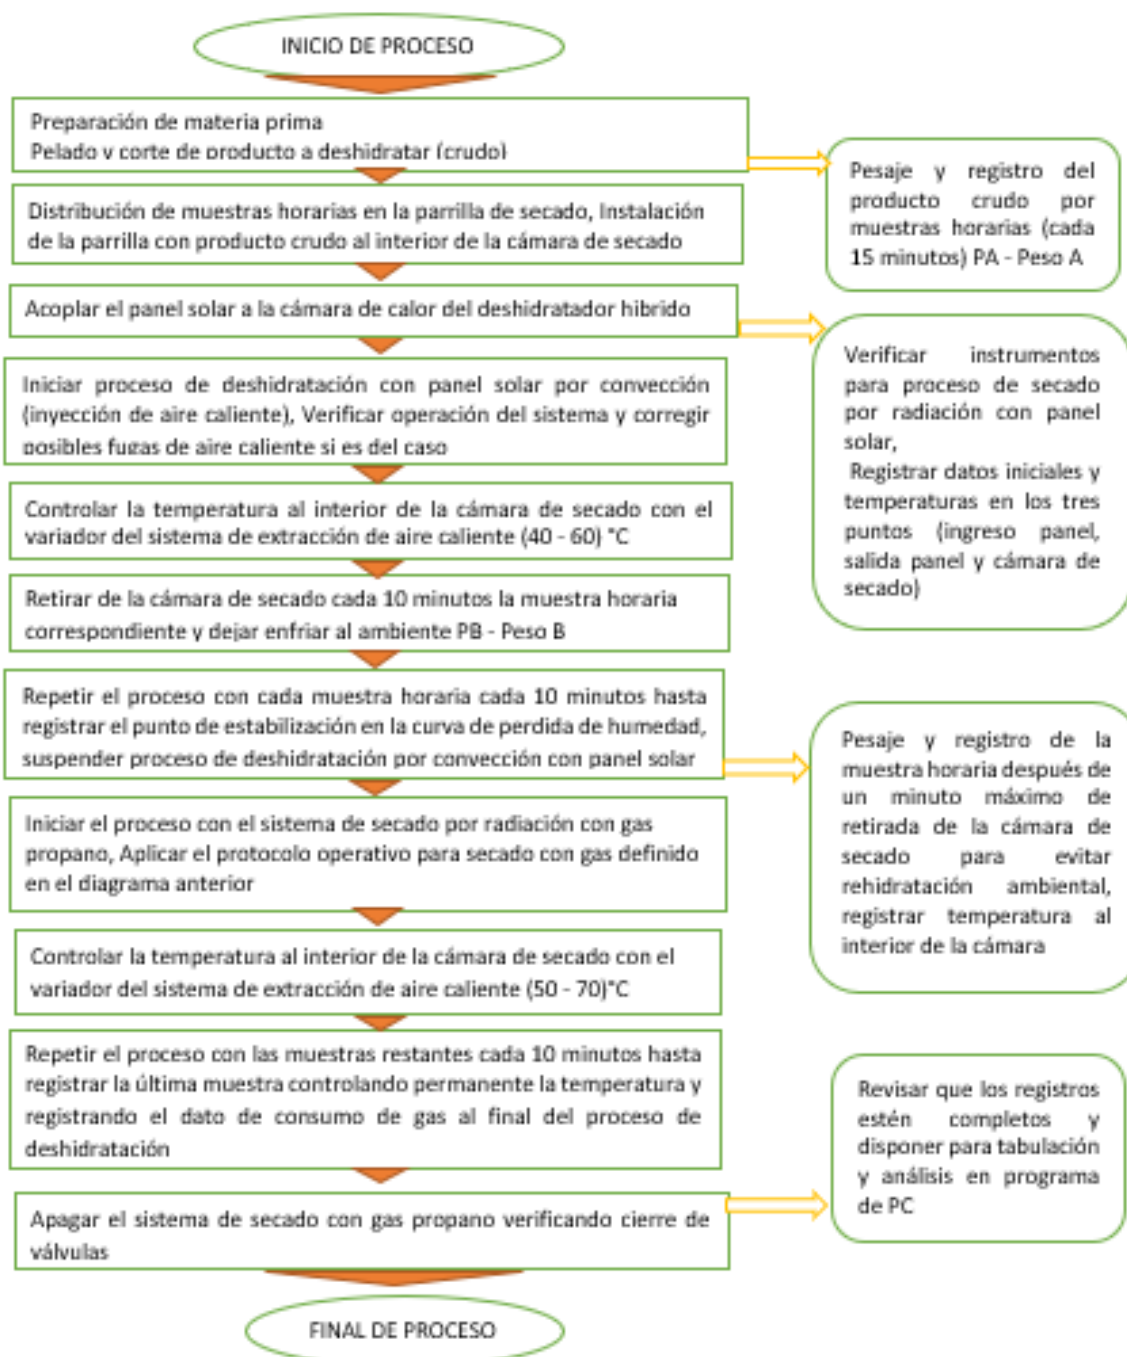 INICIO DE PROCESO
Preparación de materia prima
Pelado y corte de producto a deshidratar (crudo)
Pesaje y registro del
producto crudo por
muestras horarias (cada
15 minutos) PA - Peso A
Distribución de muestras horarias en la parrilla de secado, Instalación
de la parrilla con producto crudo al interior de la cámara de secado
Acoplar el panel solar a la cámara de calor del deshidratador hibrido
Verificar instrumentos
para proceso de secado
por radiación con panel
solar,
Registrar datos iniciales y
temperaturas en los tres
puntos (ingreso panel,
salida panel y cámara de
secado)
Iniciar proceso de deshidratación con panel solar por convección
(inyección de aire caliente), Verificar operación del sistema y corregir
posibles fugas de aire caliente si es del caso
Controlar la temperatura al interior de la cámara de secado con el
variador del sistema de extracción de aire caliente (40 - 60) °C
Retirar de la cámara de secado cada 10 minutos la muestra horaria
correspondiente y dejar enfriar al ambiente PB - Peso B
Repetir el proceso con cada muestra horaria cada 10 minutos hasta
registrar el punto de estabilización en la curva de perdida de humedad,
suspender proceso de deshidratación por convección con panel solar
Pesaje y registro de la
muestra horaria después de
un minuto máximo de
retirada de la cámara de
secado para evitar
rehidratación ambiental,
registrar temperatura al
interior de la cámara
Iniciar el proceso con el sistema de secado por radiación con gas
propano, Aplicar el protocolo operativo para secado con gas definido
en el diagrama anterior
Controlar la temperatura al interior de la cámara de secado con el
variador del sistema de extracción de aire caliente (50 - 70)°C
Repetir el proceso con las muestras restantes cada 10 minutos hasta
registrar la última muestra controlando permanente la temperatura y
registrando el dato de consumo de gas al final del proceso de
deshidratación
Revisar que los registros
estén completos y
disponer para tabulación
y análisis en programa
de PC
Apagar el sistema de secado con gas propano verificando cierre de
válvulas
FINAL DE PROCESO